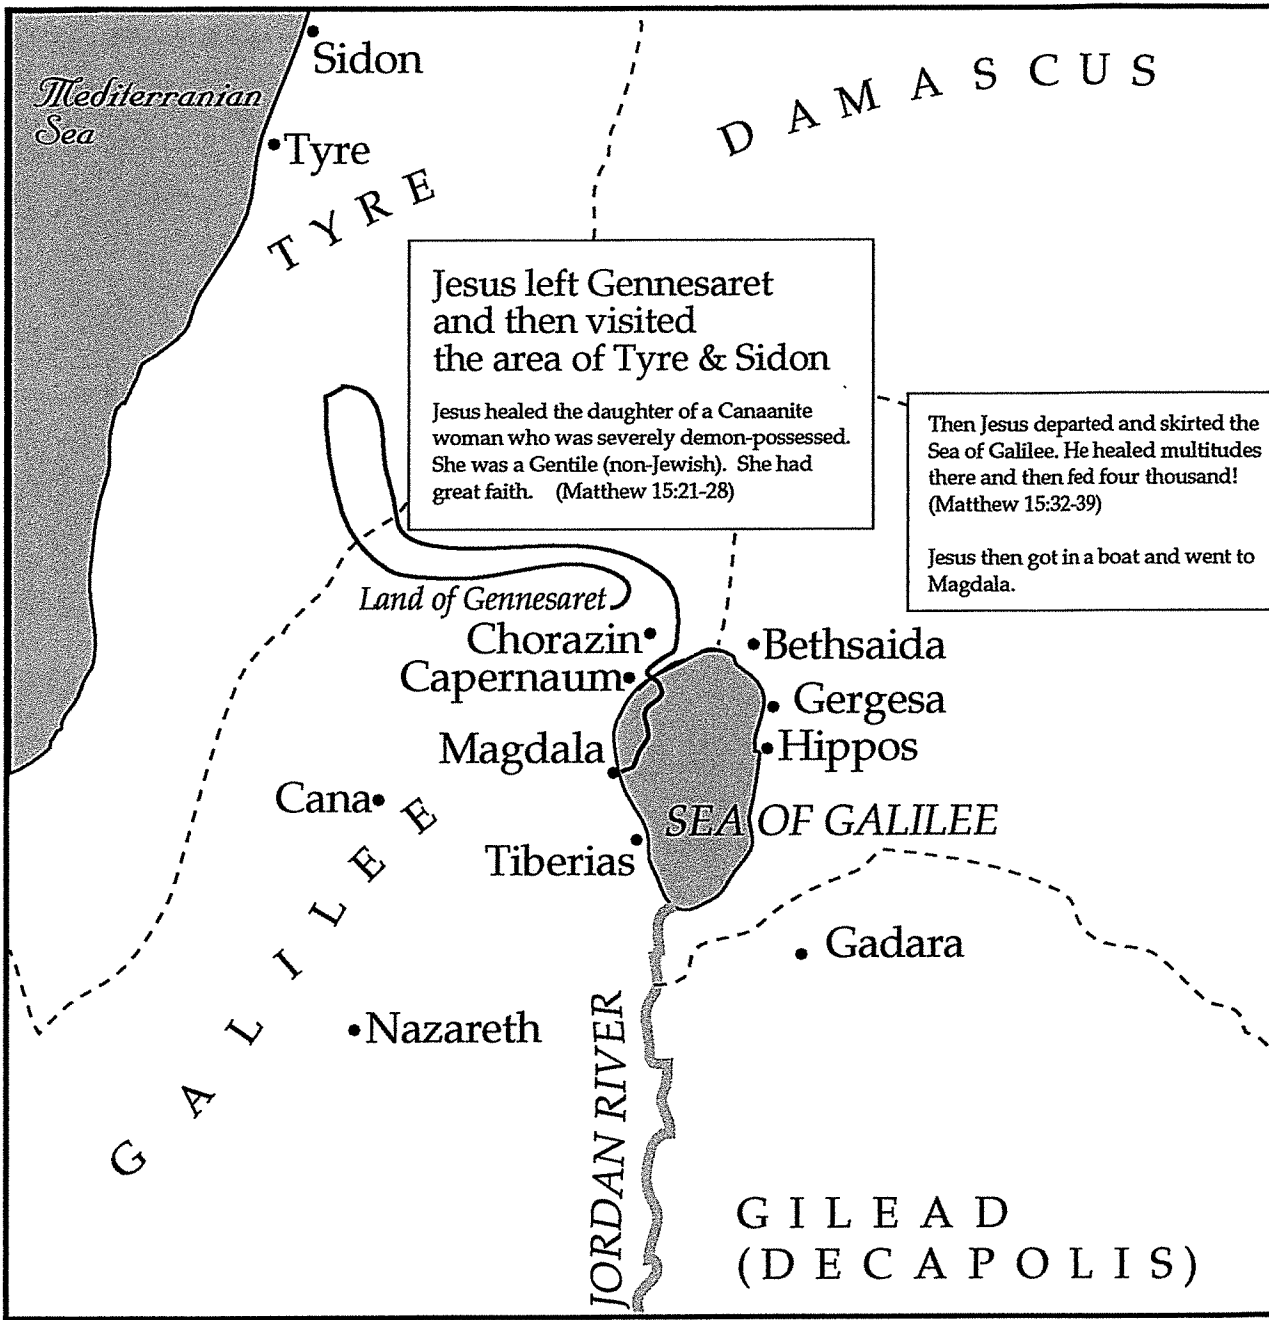 Sidon
Mediterranian
Sea
Tyre
DAMASCUS
TYRE
Jesus left Gennesaret
and then visited
the area of Tyre & Sidon
Jesus healed the daughter of a Canaanite
woman who was severely demon-possessed.
She was a Gentile (non-Jewish). She had
great faith. (Matthew 15:21-28)
Then Jesus departed and skirted the
Sea of Galilee. He healed multitudes
there and then fed four thousand!
(Matthew 15:32-39)
Jesus then got in a boat and went to
Magdala.
Land of Gennesaret
Chorazin
Bethsaida
Capernaum
Gergesa
Magdala
Hippos
Cana
SEA OF GALILEE
Tiberias
GALILEE
Gadara
Nazareth
JORDAN RIVER
GILEAD
(DECAPOLIS)